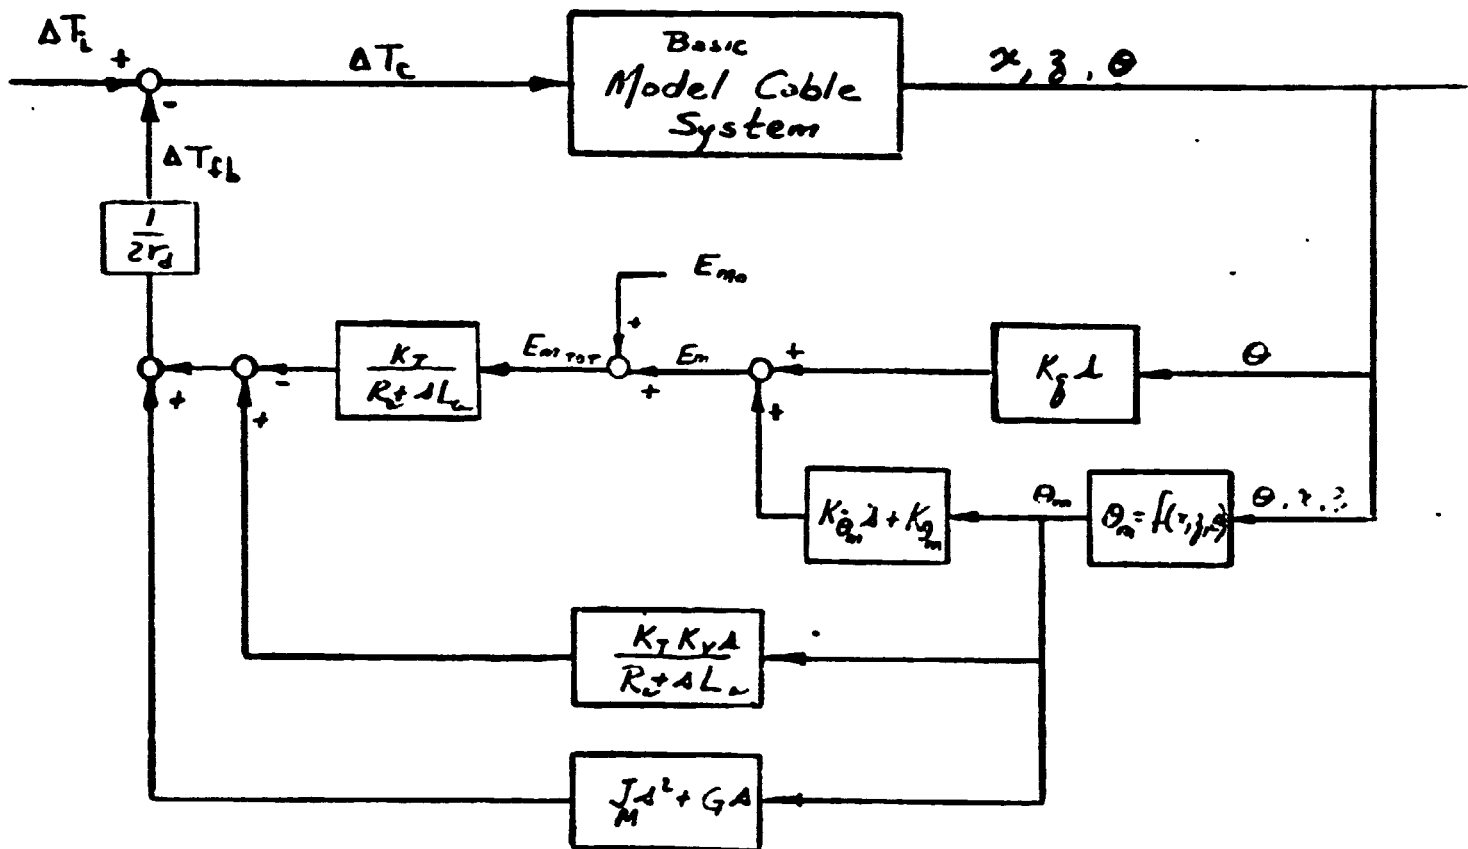 ΔT_i
+
-
ΔT_c
Basic
Model Cable
System
x, z, θ
ΔT_fb
1
2r_d
E_mo
+
K_T
R_a + sL_a
E_m TOT
E_m
+
+
K_q s
θ
-
+
+
+
K_θ̇m s + K_θm
θ_m
θ_m = f(x, z, θ)
θ, x, z
K_T K_V s
R_a + sL_a
J_M s² + Gs